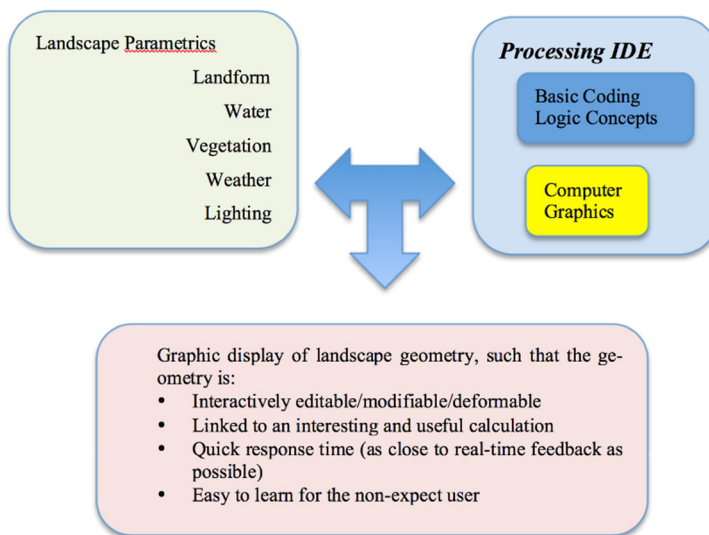 Landscape Parametrics
Landform
Water
Vegetation
Weather
Lighting
Processing IDE
Basic Coding
Logic Concepts
Computer
Graphics
Graphic display of landscape geometry, such that the ge-
ometry is:
• Interactively editable/modifiable/deformable
• Linked to an interesting and useful calculation
• Quick response time (as close to real-time feedback as
possible)
• Easy to learn for the non-expect user